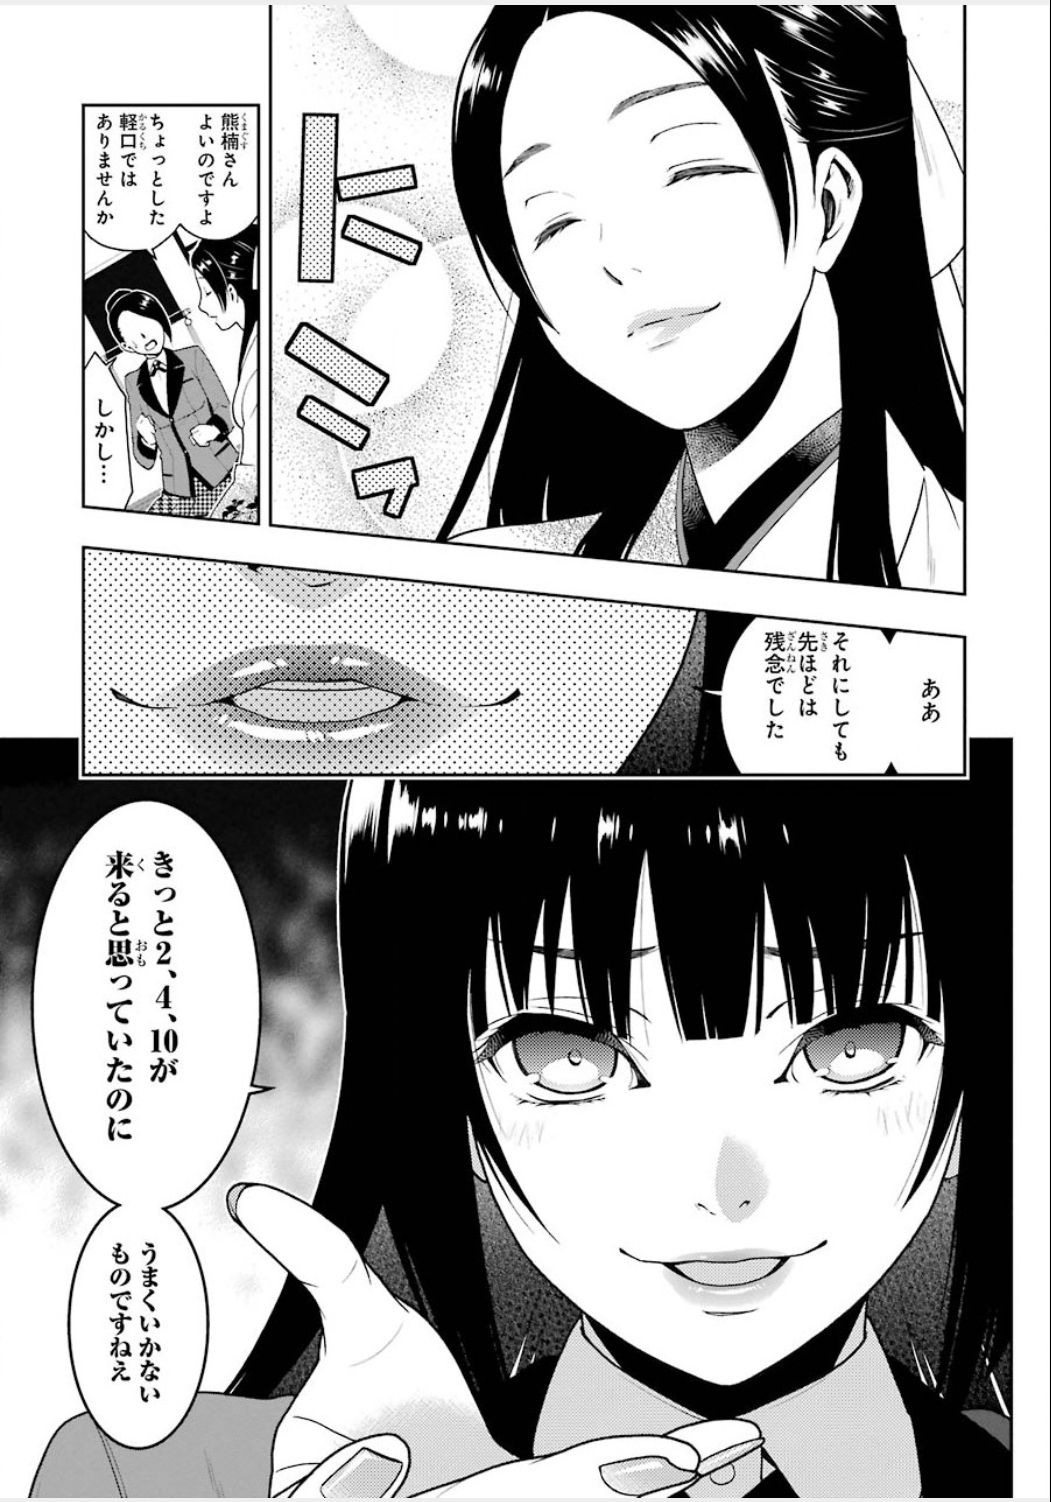 ドニィ
熊楠さん
よいのですよ
ちょっとした
軽口では
ありませんか
しかし…
ああ
それにしても
先ほどは
残念でした
きっと2、4、10が
来ると思っていたのに
うまくいかない
ものですねえ